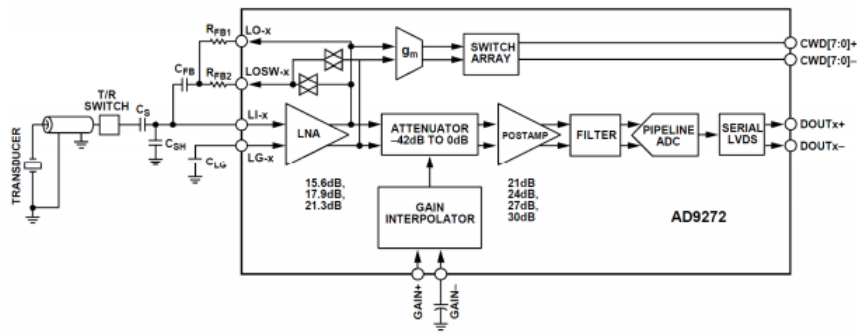 RFB1
LO-x
CFB
RFB2
LOSW-x
gm
SWITCH
ARRAY
CWD[7:0]+
CWD[7:0]–
T/R
SWITCH
CS
LI-x
LNA
ATTENUATOR
–42dB TO 0dB
POSTAMP
FILTER
PIPELINE
ADC
SERIAL
LVDS
DOUTx+
DOUTx–
TRANSDUCER
CSH
CLG
LG-x
15.6dB,
17.9dB,
21.3dB
GAIN
INTERPOLATOR
21dB
24dB,
27dB,
30dB
AD9272
GAIN+
GAIN–